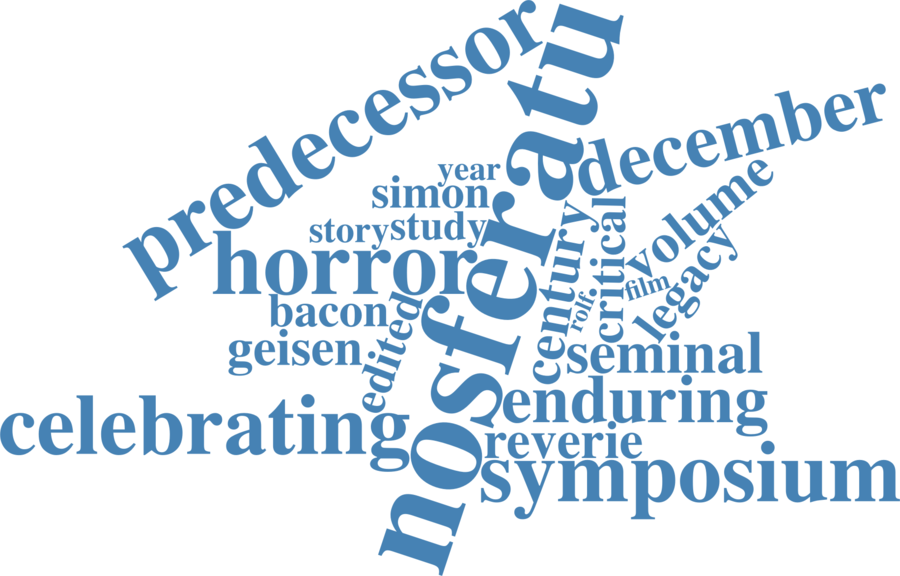 predecessor
nosferatu
december
year
simon
story
study
horror
volume
century
critical
legacy
film
rolf
bacon
edited
geisen
seminal
celebrating
enduring
reverie
symposium